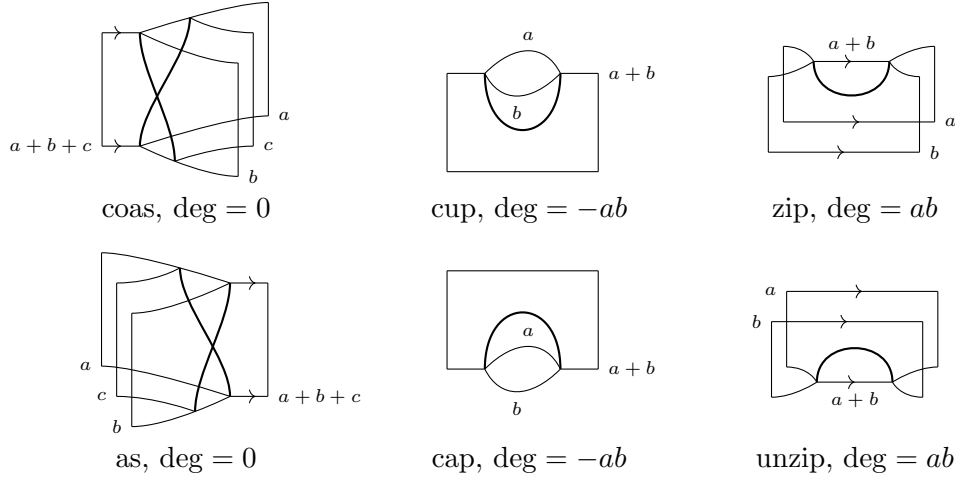 a
a + b
a + b
a
a + b + c
c
b
b
a
b
coas, deg = 0
cup, deg = −ab
zip, deg = ab
a
b
a
a
c
a + b + c
a + b
b
b
a + b
as, deg = 0
cap, deg = −ab
unzip, deg = ab